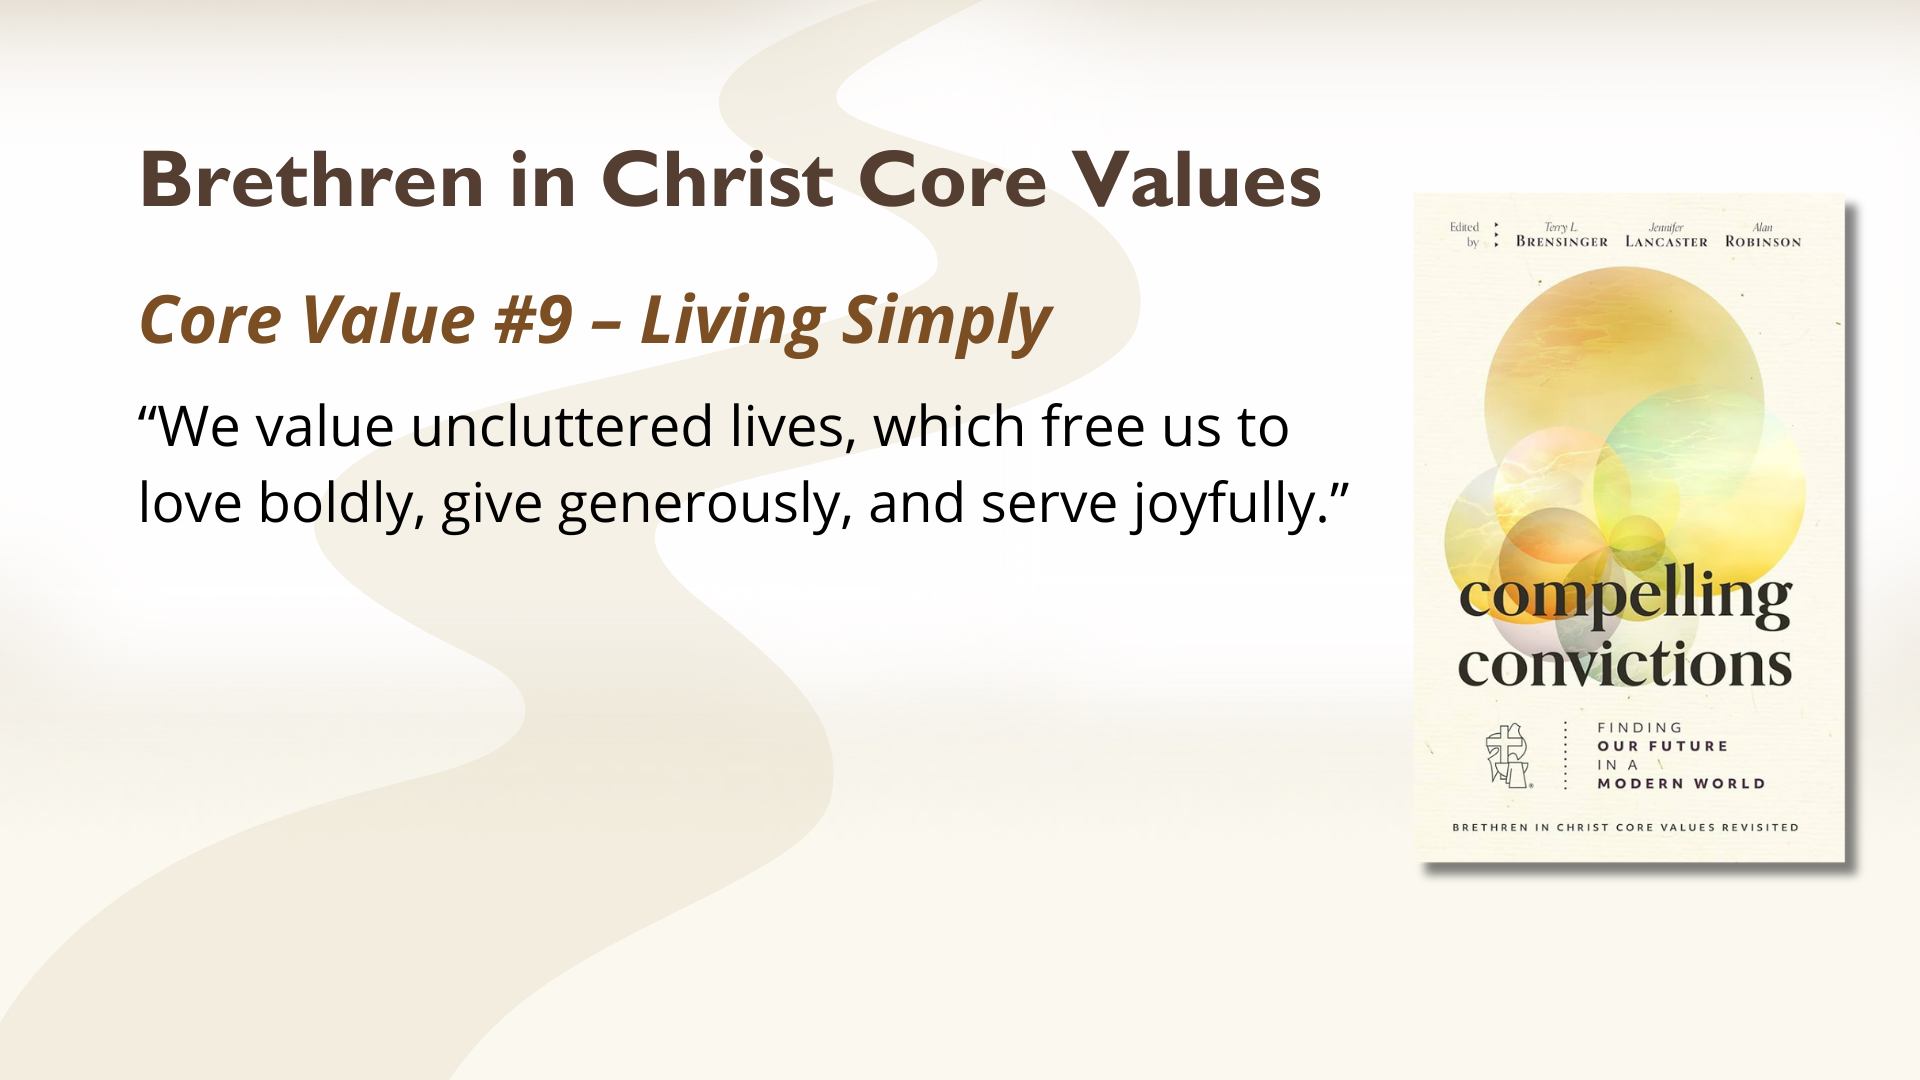 Brethren in Christ Core Values
Core Value #9 – Living Simply
“We value uncluttered lives, which free us to
love boldly, give generously, and serve joyfully.”
Edited by
Terry L. BRENSINGER
Jennifer LANCASTER
Alan ROBINSON
compelling
convictions
FINDING
OUR FUTURE
IN A
MODERN WORLD
®
BRETHREN IN CHRIST CORE VALUES REVISITED